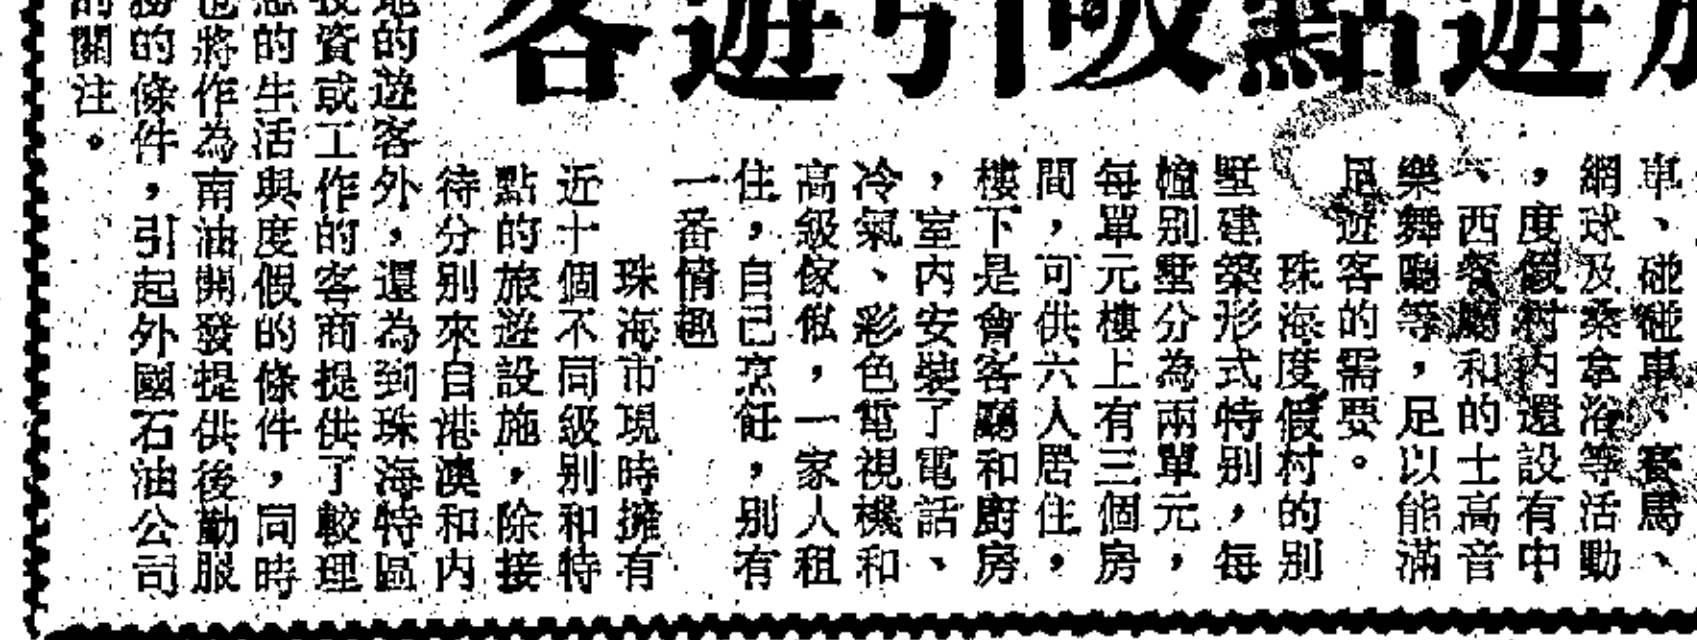 客遊引吸點遊旅
車、碰碰車、賽馬、
網球及桑拿浴等活動
，度假村内還設有中
、西餐廳和的士高音
樂舞廳等，足以能滿
足遊客的需要。
珠海度假村的别
墅建築形式特别，每
幢别墅分為兩單元，
每單元樓上有三個房
間，可供六人居住，
樓下是會客廳和廚房
，室内安裝了電話、
冷氣、彩色電視機和
高級傢俬，一家人租
住，自己烹飪，别有
一番情趣
珠海市現時擁有
近十個不同級别和特
點的旅遊設施，除接
待分别來自港澳和内
地的遊客外，還為到珠海特區
投資或工作的客商提供了較理
想的生活與度假的條件，同時
也將作為南油開發提供後勤服
務的條件，引起外國石油公司
的關注。